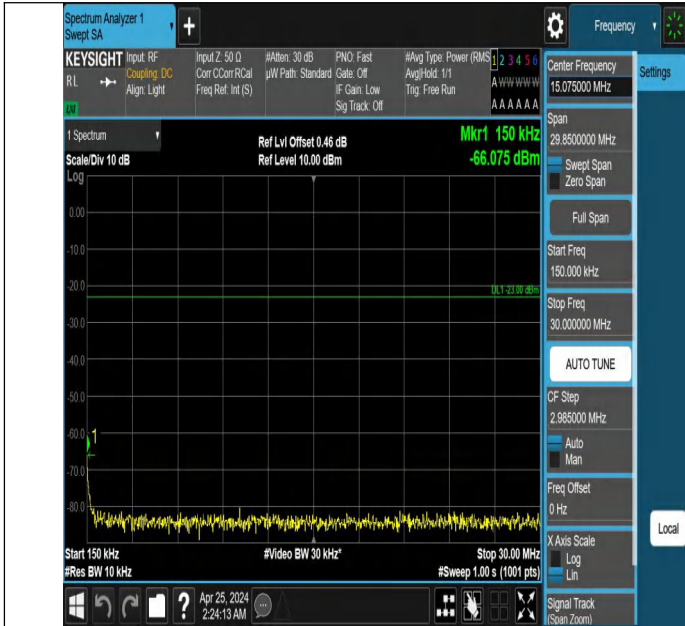 Spectrum Analyzer 1
Swept SA
+
Frequency
KEYSIGHT
RL
LXI
Input: RF
Coupling: DC
Align: Light
Input Z: 50 Ω
Corr CCorr RCal
Freq Ref: Int (S)
#Atten: 30 dB
µW Path: Standard
PNO: Fast
Gate: Off
IF Gain: Low
Sig Track: Off
#Avg Type: Power (RMS
Avg|Hold: 1/1
Trig: Free Run
1 2 3 4 5 6
A W W W W W
A A A A A A
1 Spectrum
Scale/Div 10 dB
Log
Ref Lvl Offset 0.46 dB
Ref Level 10.00 dBm
Mkr1 150 kHz
-66.075 dBm
0.00
-10.0
-20.0
DL1 -23.00 dBm
-30.0
-40.0
-50.0
-60.0
1
-70.0
-80.0
Start 150 kHz
#Res BW 10 kHz
#Video BW 30 kHz*
Stop 30.00 MHz
#Sweep 1.00 s (1001 pts)
?
Apr 25, 2024
2:24:13 AM
Center Frequency
15.075000 MHz
Settings
Span
29.8500000 MHz
Swept Span
Zero Span
Full Span
Start Freq
150.000 kHz
Stop Freq
30.000000 MHz
AUTO TUNE
CF Step
2.985000 MHz
Auto
Man
Freq Offset
0 Hz
X Axis Scale
Log
Lin
Local
Signal Track
(Span Zoom)